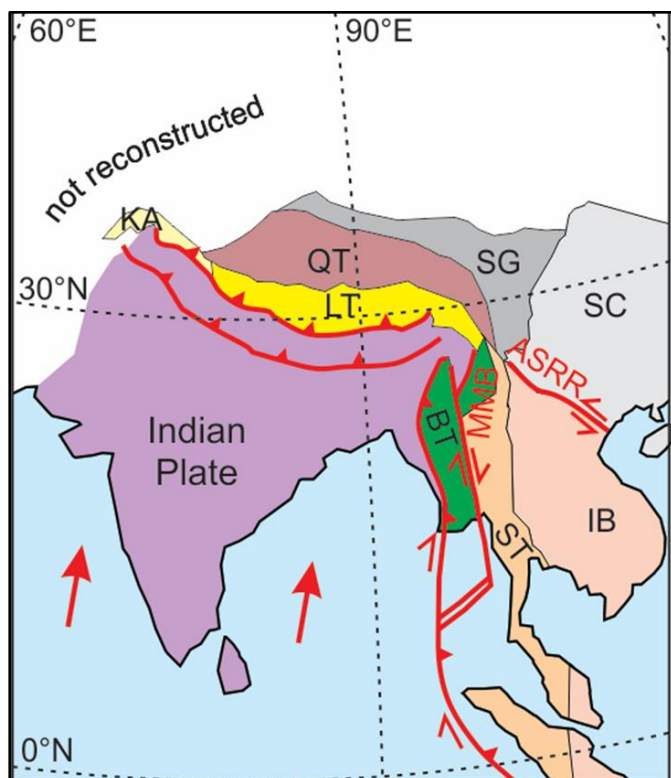 60°E
90°E
not reconstructed
KA
QT
SG
30°N
LT
SC
ASRR
MMB
BT
Indian
Plate
IB
ST
0°N